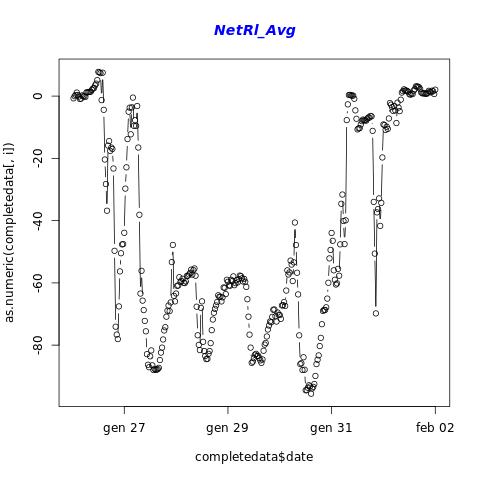 NetRl_Avg
as.numeric(completedata[, i])
0
-20
-40
-60
-80
gen 27
gen 29
gen 31
feb 02
completedata$date